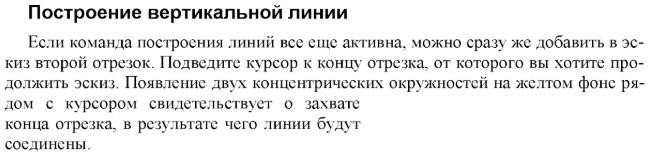 Построение вертикальной линии
Если команда построения линий все еще активна, можно сразу же добавить в эс-
киз второй отрезок. Подведите курсор к концу отрезка, от которого вы хотите про-
должить эскиз. Появление двух концентрических окружностей на желтом фоне ря-
дом с курсором свидетельствует о захвате
конца отрезка, в результате чего линии будут
соединены.